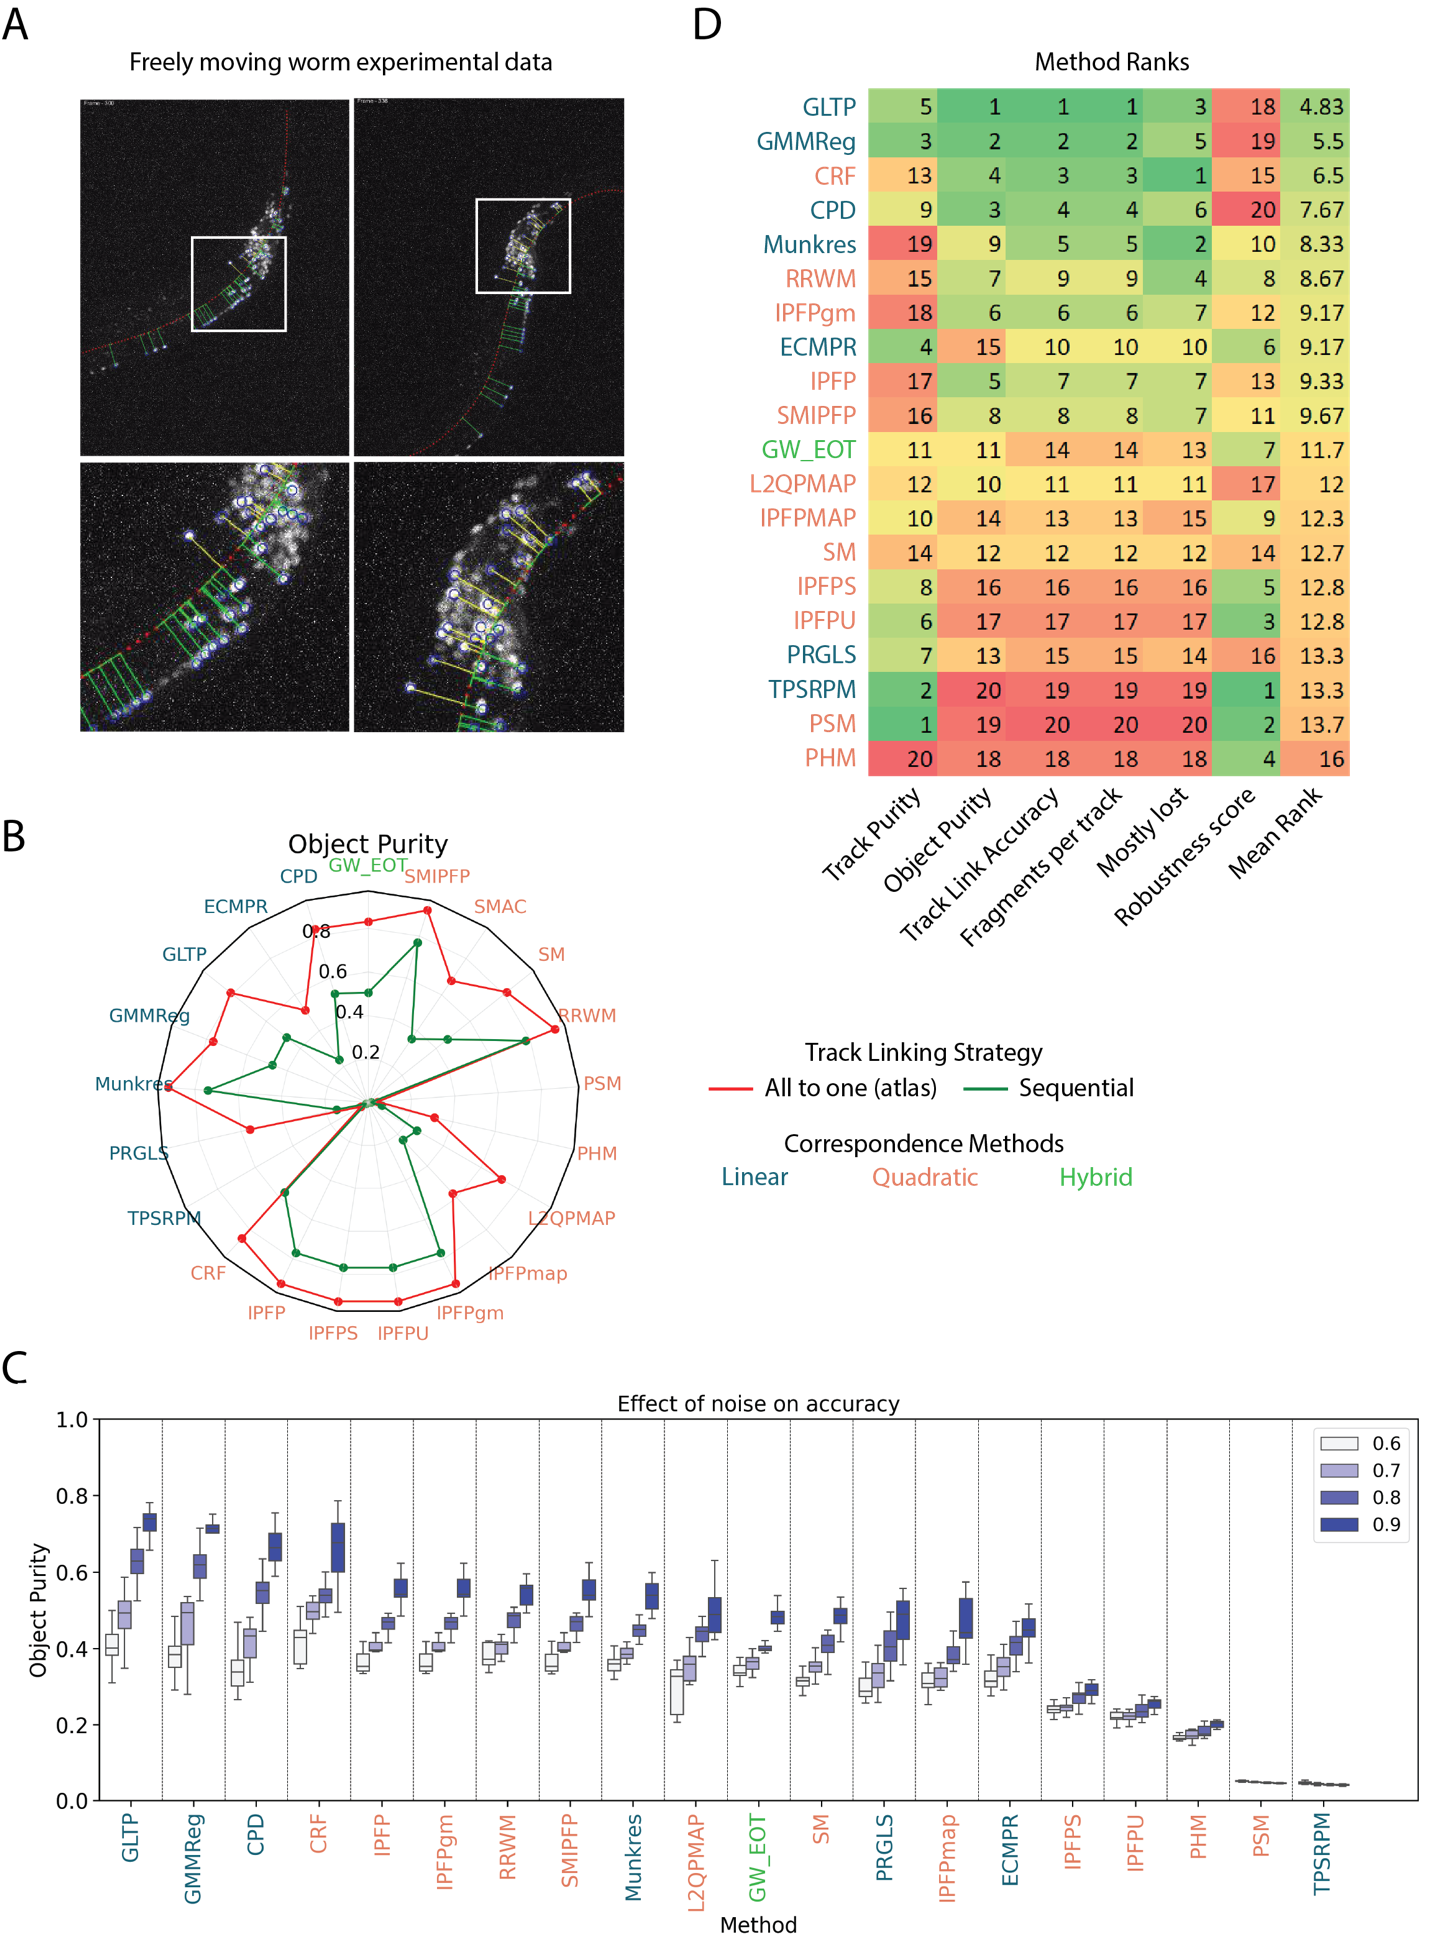 A
Freely moving worm experimental data
Frame - 300
D
Method Ranks
GLTP 5 1 1 1 3 18 4.83
GMMReg 3 2 2 2 5 19 5.5
CRF 13 4 3 3 1 15 6.5
CPD 9 3 4 4 6 20 7.67
Munkres 19 9 5 5 2 10 8.33
RRWM 15 7 9 9 4 8 8.67
IPFPgm 18 6 6 6 7 12 9.17
ECMPR 4 15 10 10 10 6 9.17
IPFP 17 5 7 7 7 13 9.33
SMIPFP 16 8 8 8 7 11 9.67
GW_EOT 11 11 14 14 13 7 11.7
L2QPMAP 12 10 11 11 11 17 12
IPFPMAP 10 14 13 13 15 9 12.3
SM 14 12 12 12 12 14 12.7
IPFPS 8 16 16 16 16 5 12.8
IPFPU 6 17 17 17 17 3 12.8
PRGLS 7 13 15 15 14 16 13.3
TPSRPM 2 20 19 19 19 1 13.3
PSM 1 19 20 20 20 2 13.7
PHM 20 18 18 18 18 4 16
Track Purity
Object Purity
Track Link Accuracy
Fragments per track
Mostly lost
Robustness score
Mean Rank
B
Object Purity
GW_EOT
SMIPFP
SMAC
SM
RRWM
PSM
PHM
L2QPMAP
IPFPmap
IPFPgm
IPFPU
IPFPS
IPFP
CRF
TPSRPM
PRGLS
Munkres
GMMReg
GLTP
ECMPR
CPD
0.8
0.6
0.4
0.2
Track Linking Strategy
All to one (atlas) Sequential
Correspondence Methods
Linear Quadratic Hybrid
C
Effect of noise on accuracy
Object Purity
1.0
0.8
0.6
0.4
0.2
0.0
0.6
0.7
0.8
0.9
GLTP
GMMReg
CPD
CRF
IPFP
IPFPgm
RRWM
SMIPFP
Munkres
L2QPMAP
GW_EOT
SM
PRGLS
IPFPmap
ECMPR
IPFPS
IPFPU
PHM
PSM
TPSRPM
Method